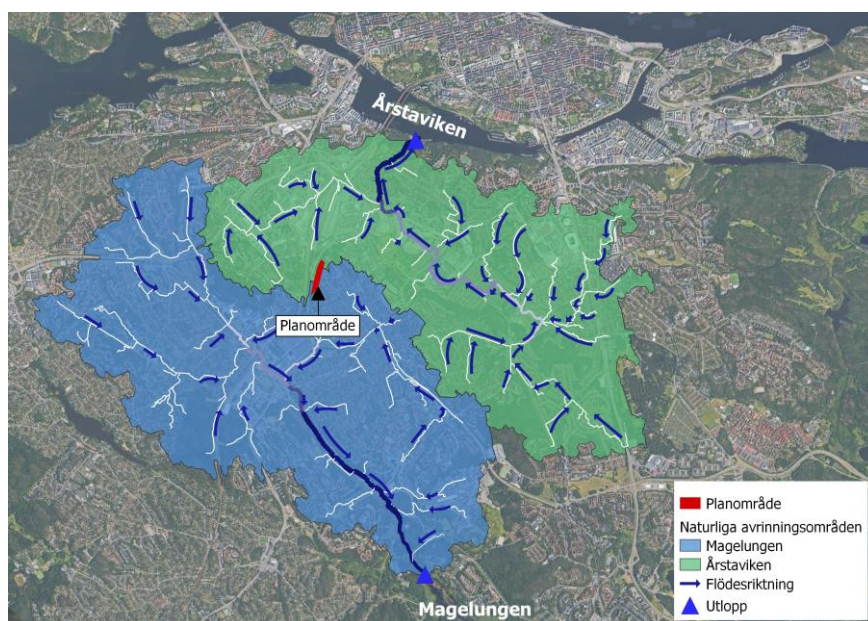 Årstaviken
Planområde
Magelungen
Planområde
Naturliga avrinningsområden
Magelungen
Årstaviken
Flödesriktning
Utlopp